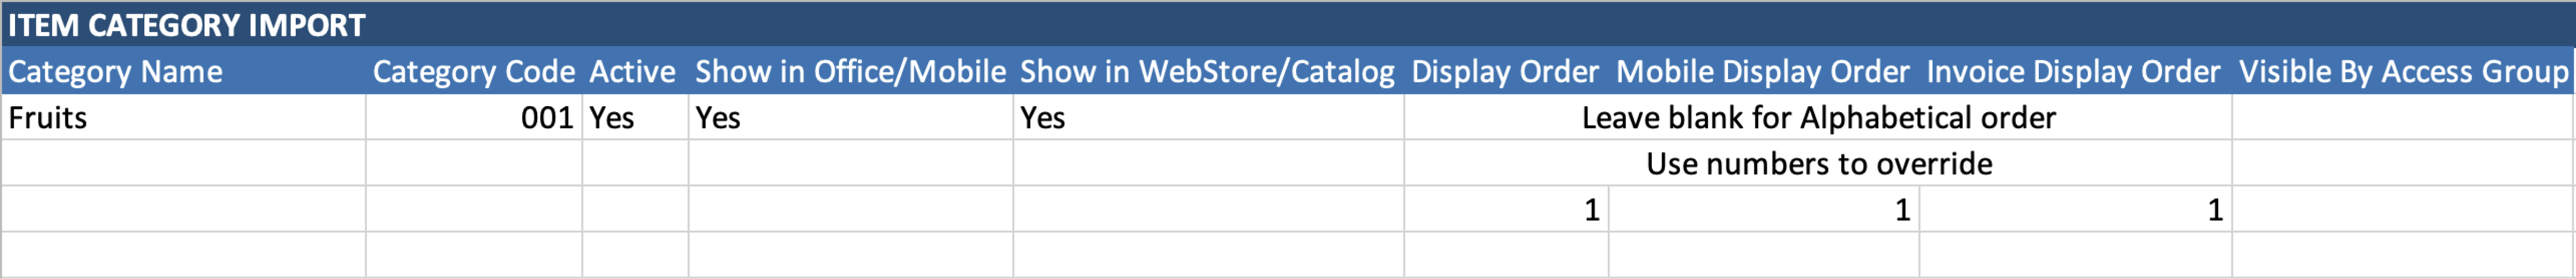 ITEM CATEGORY IMPORT
Category Name Category Code Active Show in Office/Mobile Show in WebStore/Catalog Display Order Mobile Display Order Invoice Display Order Visible By Access Group
Fruits 001 Yes Yes Yes Leave blank for Alphabetical order
Use numbers to override
1 1 1